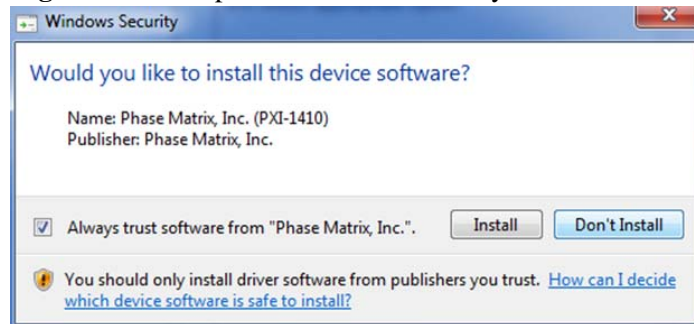 Windows Security
Would you like to install this device software?
Name: Phase Matrix, Inc. (PXI-1410)
Publisher: Phase Matrix, Inc.
Always trust software from "Phase Matrix, Inc.".
Install
Don't Install
You should only install driver software from publishers you trust. How can I decide
which device software is safe to install?